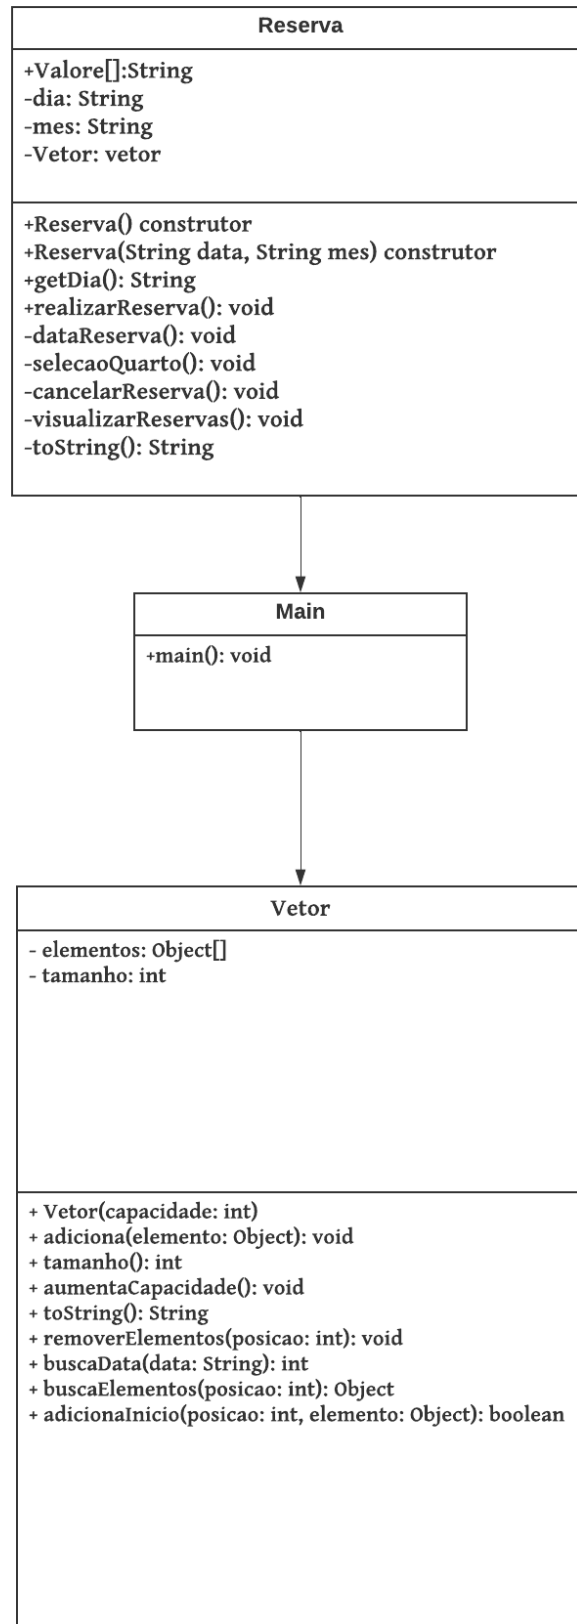 Reserva
+Valore[]:String
-dia: String
-mes: String
-Vetor: vetor
+Reserva() construtor
+Reserva(String data, String mes) construtor
+getDia(): String
+realizarReserva(): void
-dataReserva(): void
-selecaoQuarto(): void
-cancelarReserva(): void
-visualizarReservas(): void
-toString(): String
Main
+main(): void
Vetor
- elementos: Object[]
- tamanho: int
+ Vetor(capacidade: int)
+ adiciona(elemento: Object): void
+ tamanho(): int
+ aumentaCapacidade(): void
+ toString(): String
+ removerElementos(posicao: int): void
+ buscaData(data: String): int
+ buscaElementos(posicao: int): Object
+ adicionaInicio(posicao: int, elemento: Object): boolean